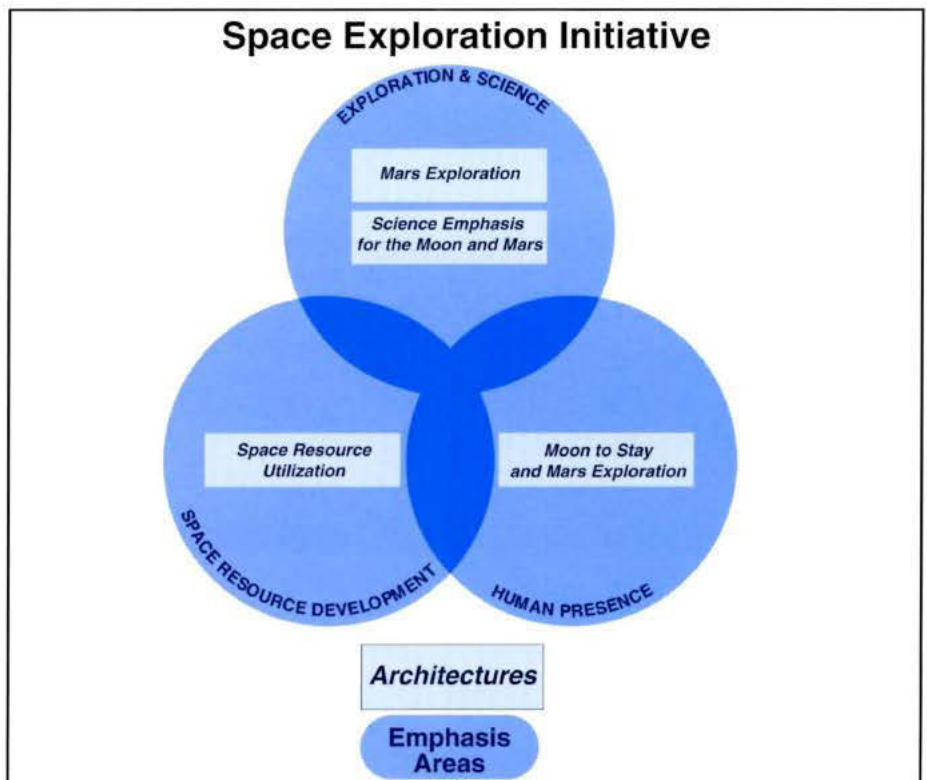 Space Exploration Initiative
EXPLORATION & SCIENCE
Mars Exploration
Science Emphasis
for the Moon and Mars
Space Resource
Utilization
Moon to Stay
and Mars Exploration
SPACE RESOURCE DEVELOPMENT
HUMAN PRESENCE
Architectures
Emphasis
Areas